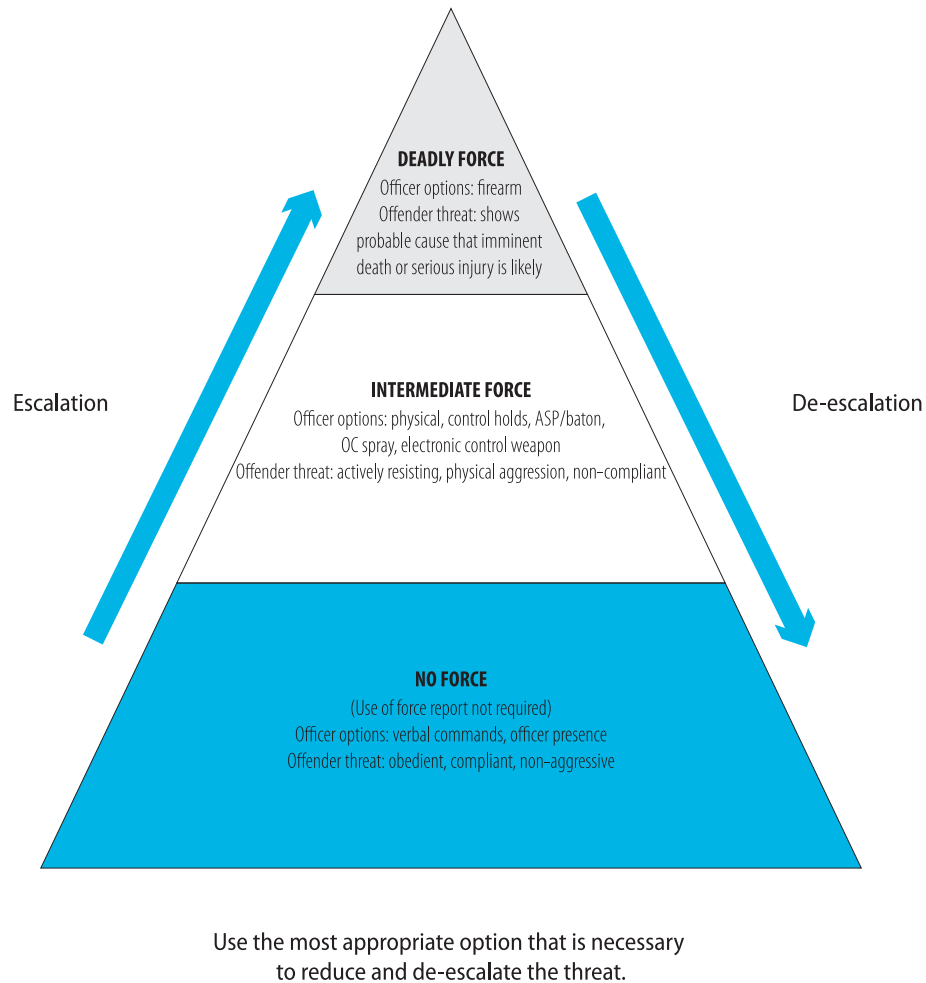 DEADLY FORCE
Officer options: firearm
Offender threat: shows
probable cause that imminent
death or serious injury is likely
Escalation
INTERMEDIATE FORCE
Officer options: physical, control holds, ASP/baton,
OC spray, electronic control weapon
Offender threat: actively resisting, physical aggression, non–compliant
De-escalation
NO FORCE
(Use of force report not required)
Officer options: verbal commands, officer presence
Offender threat: obedient, compliant, non–aggressive
Use the most appropriate option that is necessary
to reduce and de-escalate the threat.